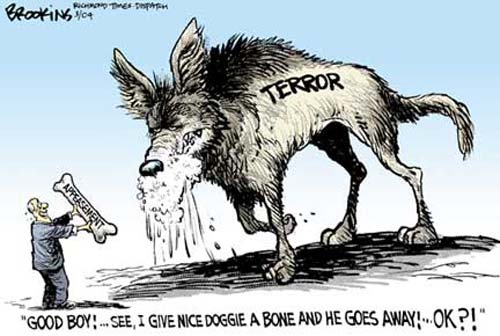 BROOKINS
RICHMOND TIMES-DISPATCH
3/04
TERROR
APPEASEMENT
"GOOD BOY!... SEE, I GIVE NICE DOGGIE A BONE AND HE GOES AWAY!... OK?!"